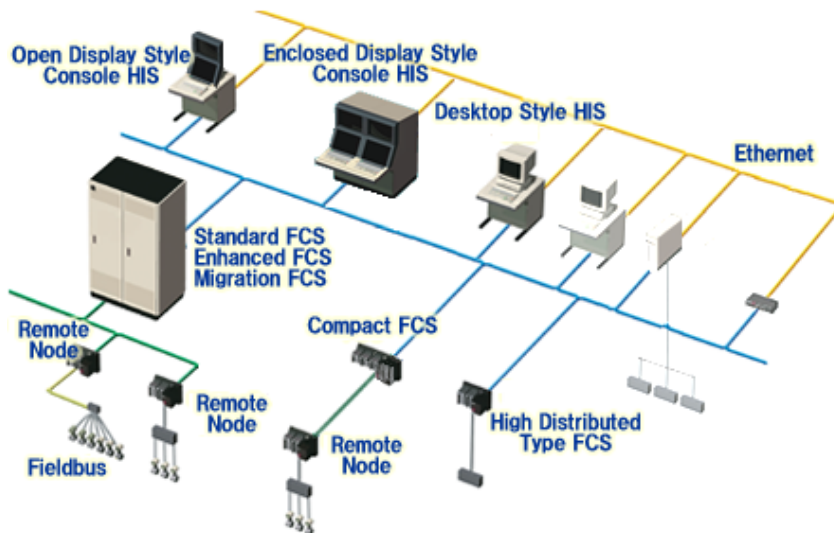 Open Display Style
Console HIS
Enclosed Display Style
Console HIS
Desktop Style HIS
Ethernet
Standard FCS
Enhanced FCS
Migration FCS
Compact FCS
Remote
Node
Remote
Node
Fieldbus
Remote
Node
High Distributed
Type FCS